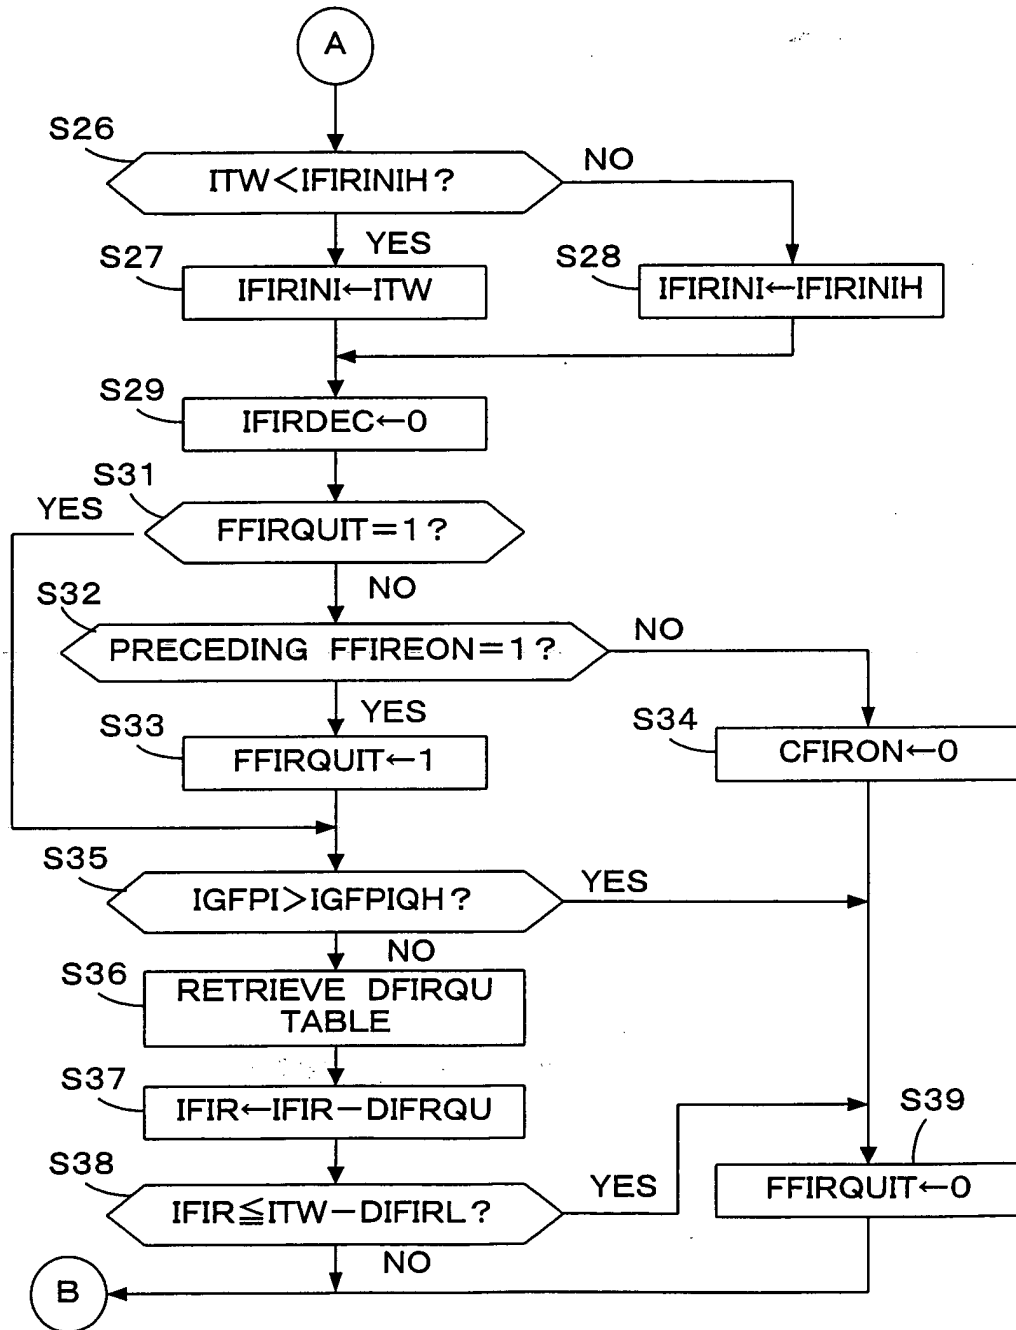 A
S26
ITW<IFIRINIH?
NO
YES
S27
IFIRINI←ITW
S28
IFIRINI←IFIRINIH
S29
IFIRDEC←0
S31
YES
FFIRQUIT=1?
NO
S32
PRECEDING FFIREON=1?
NO
YES
S33
FFIRQUIT←1
S34
CFIRON←0
S35
IGFPI>IGFPIQH?
YES
NO
S36
RETRIEVE DFIRQU
TABLE
S37
IFIR←IFIR-DIFRQU
S38
IFIR≦ITW-DIFIRL?
YES
NO
S39
FFIRQUIT←0
B